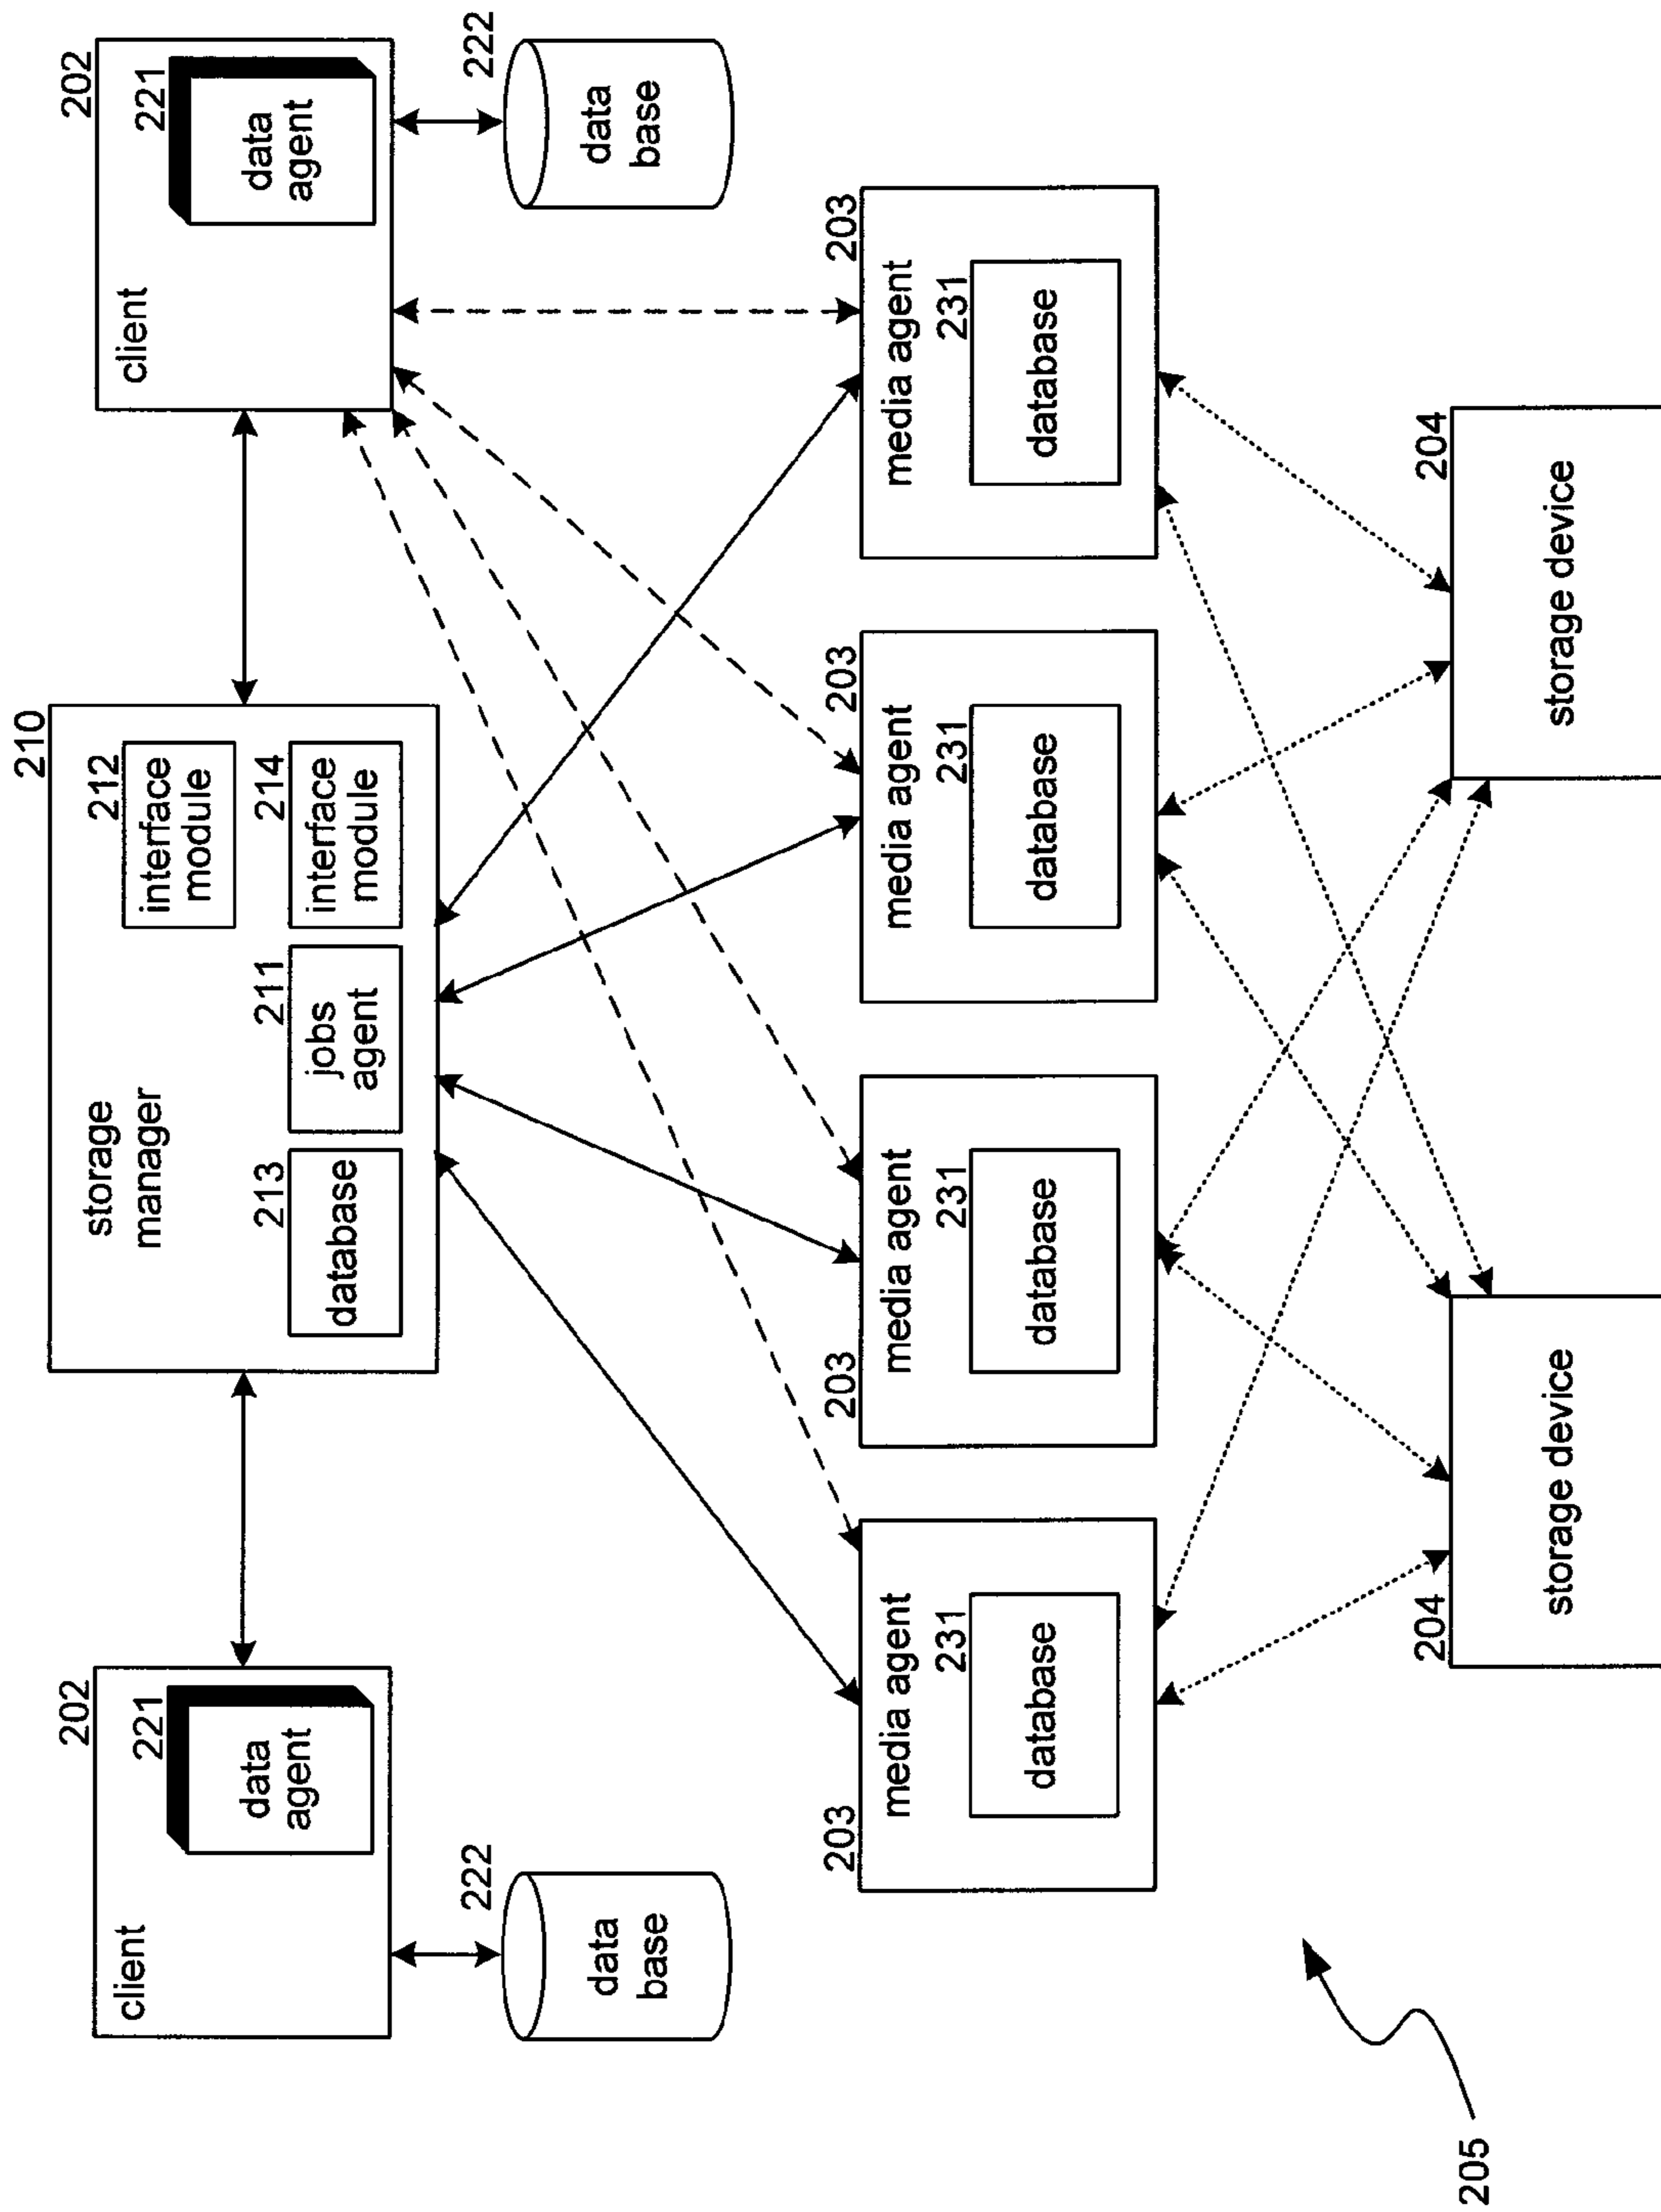 210
202
client
221
data
agent
222
data
base
storage
manager
212
interface
module
213
database
211
jobs
agent
214
interface
module
202
client
221
data
agent
222
data
base
203
media agent
231
database
203
media agent
231
database
203
media agent
231
database
203
media agent
231
database
204
storage device
204
storage device
205